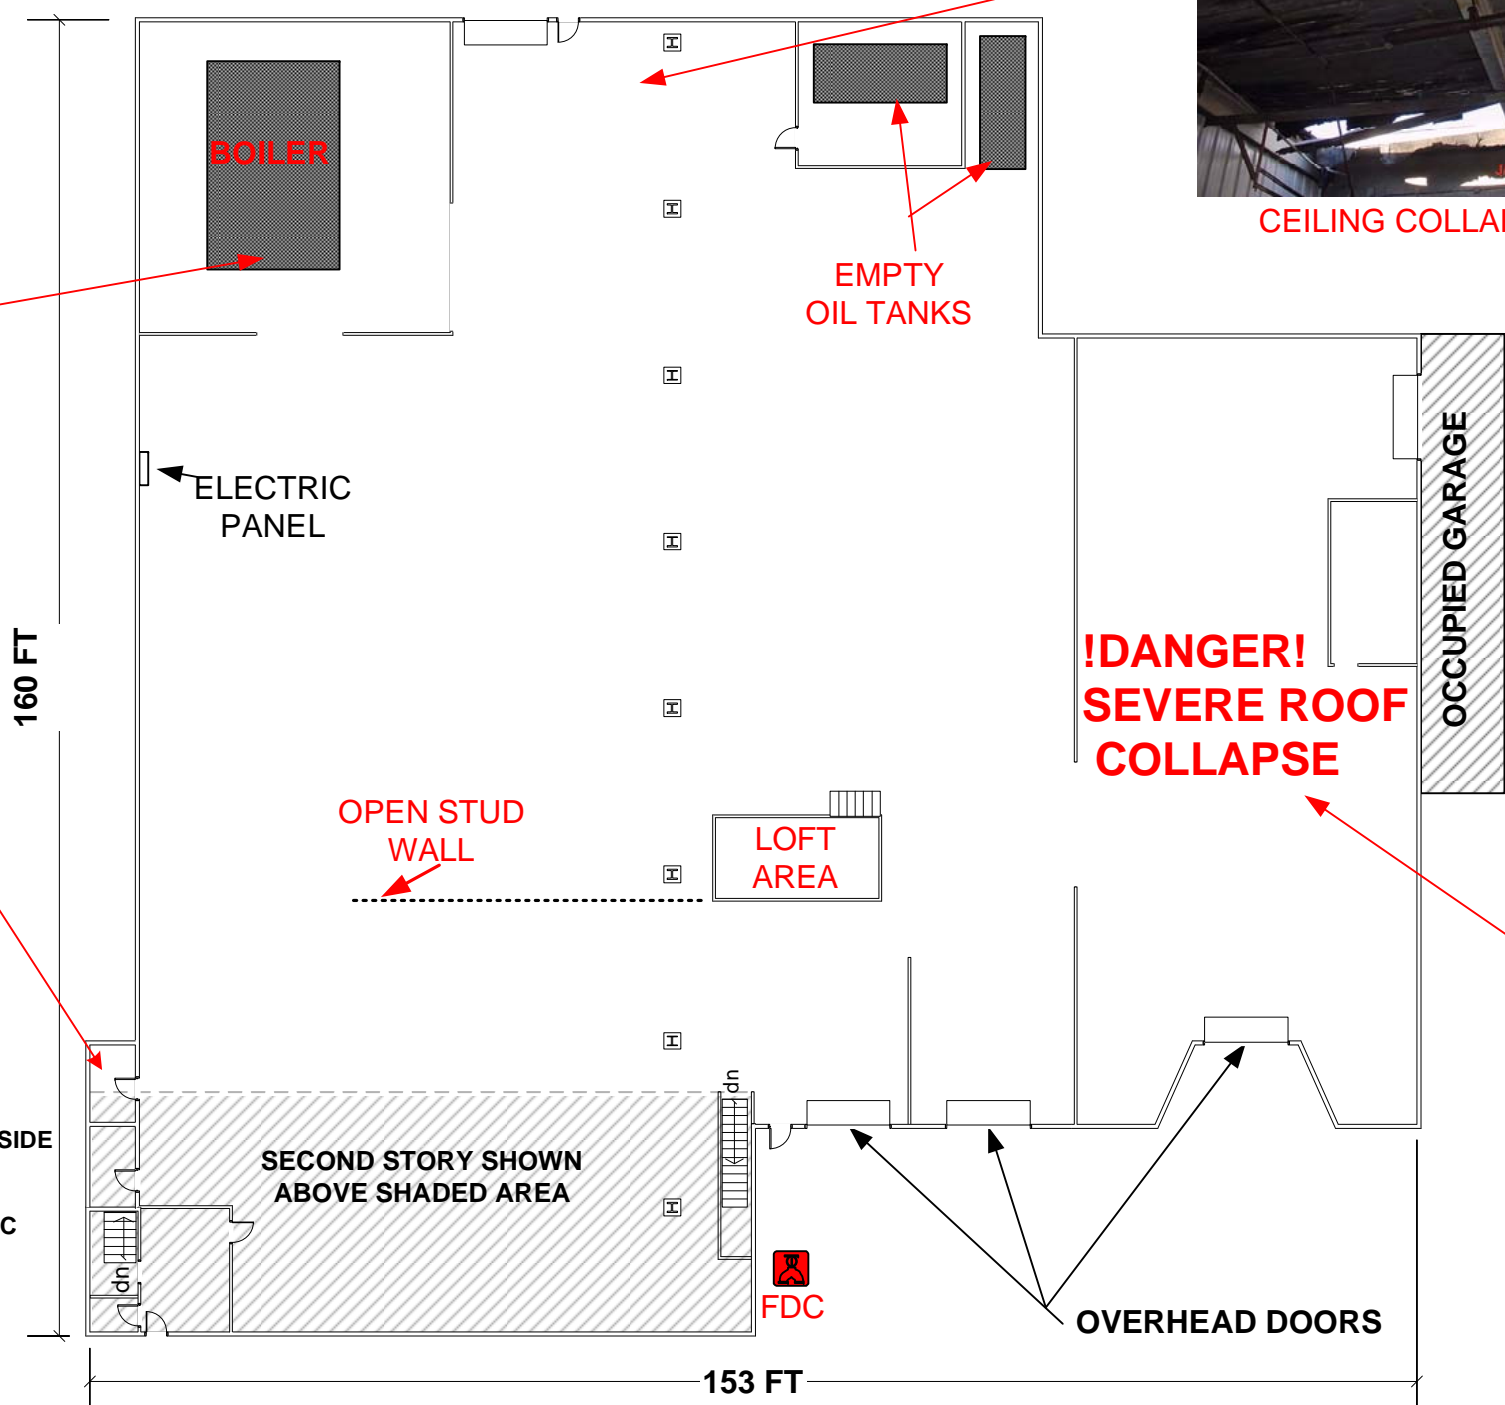 BOILER
CEILING COLLA
EMPTY
OIL TANKS
ELECTRIC
PANEL
OCCUPIED GARAGE
160 FT
!DANGER!
SEVERE ROOF
COLLAPSE
OPEN STUD
WALL
LOFT
AREA
dn
SIDE
SECOND STORY SHOWN
ABOVE SHADED AREA
C
dn
FDC
OVERHEAD DOORS
153 FT